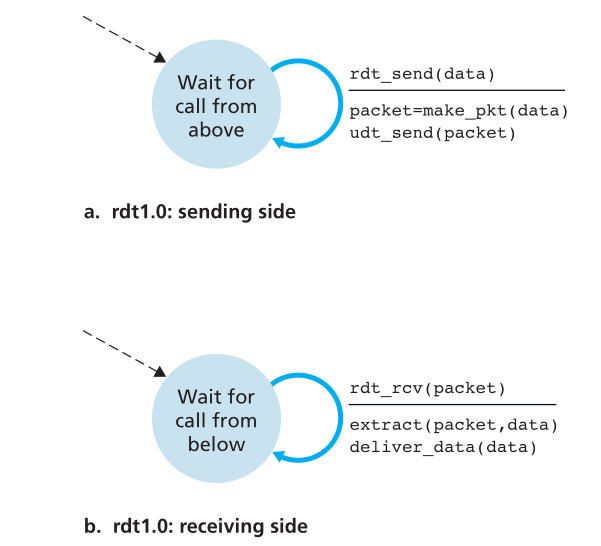 Wait for
call from
above
rdt_send(data)
packet=make_pkt(data)
udt_send(packet)
a. rdt1.0: sending side
Wait for
call from
below
rdt_rcv(packet)
extract(packet,data)
deliver_data(data)
b. rdt1.0: receiving side